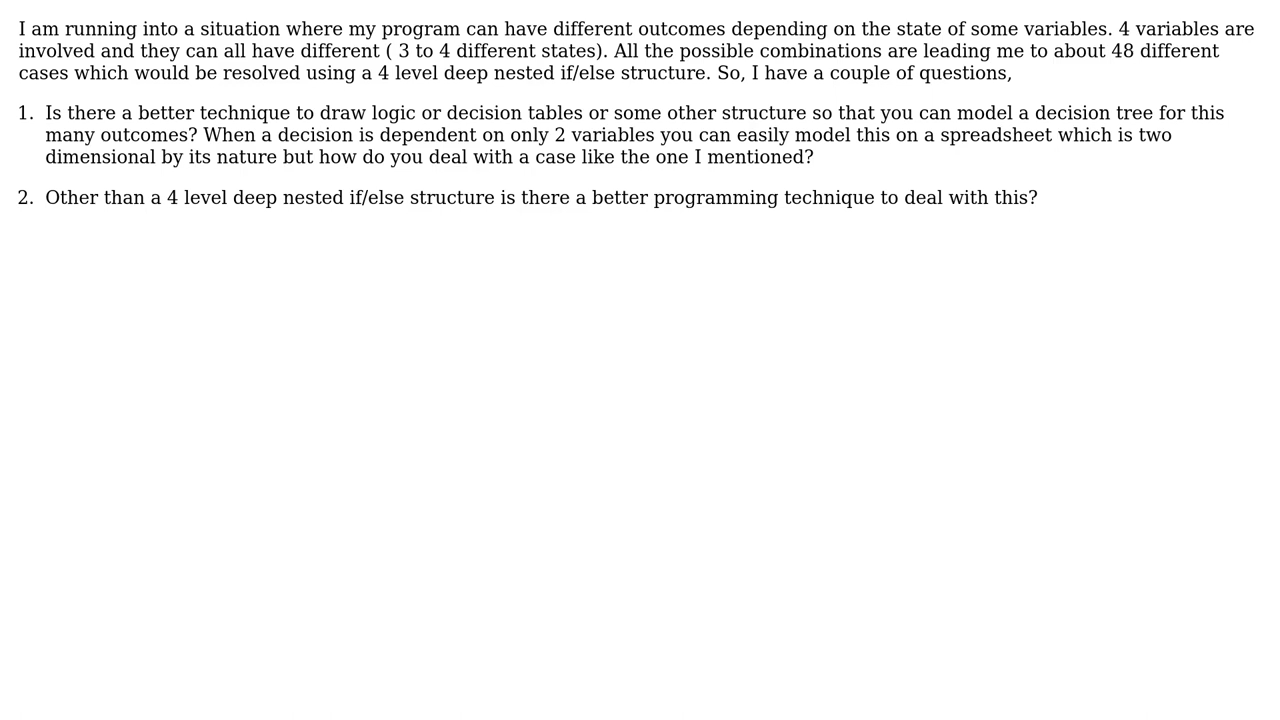 I am running into a situation where my program can have different outcomes depending on the state of some variables. 4 variables are
involved and they can all have different ( 3 to 4 different states). All the possible combinations are leading me to about 48 different
cases which would be resolved using a 4 level deep nested if/else structure. So, I have a couple of questions,
1. Is there a better technique to draw logic or decision tables or some other structure so that you can model a decision tree for this
many outcomes? When a decision is dependent on only 2 variables you can easily model this on a spreadsheet which is two
dimensional by its nature but how do you deal with a case like the one I mentioned?
2. Other than a 4 level deep nested if/else structure is there a better programming technique to deal with this?